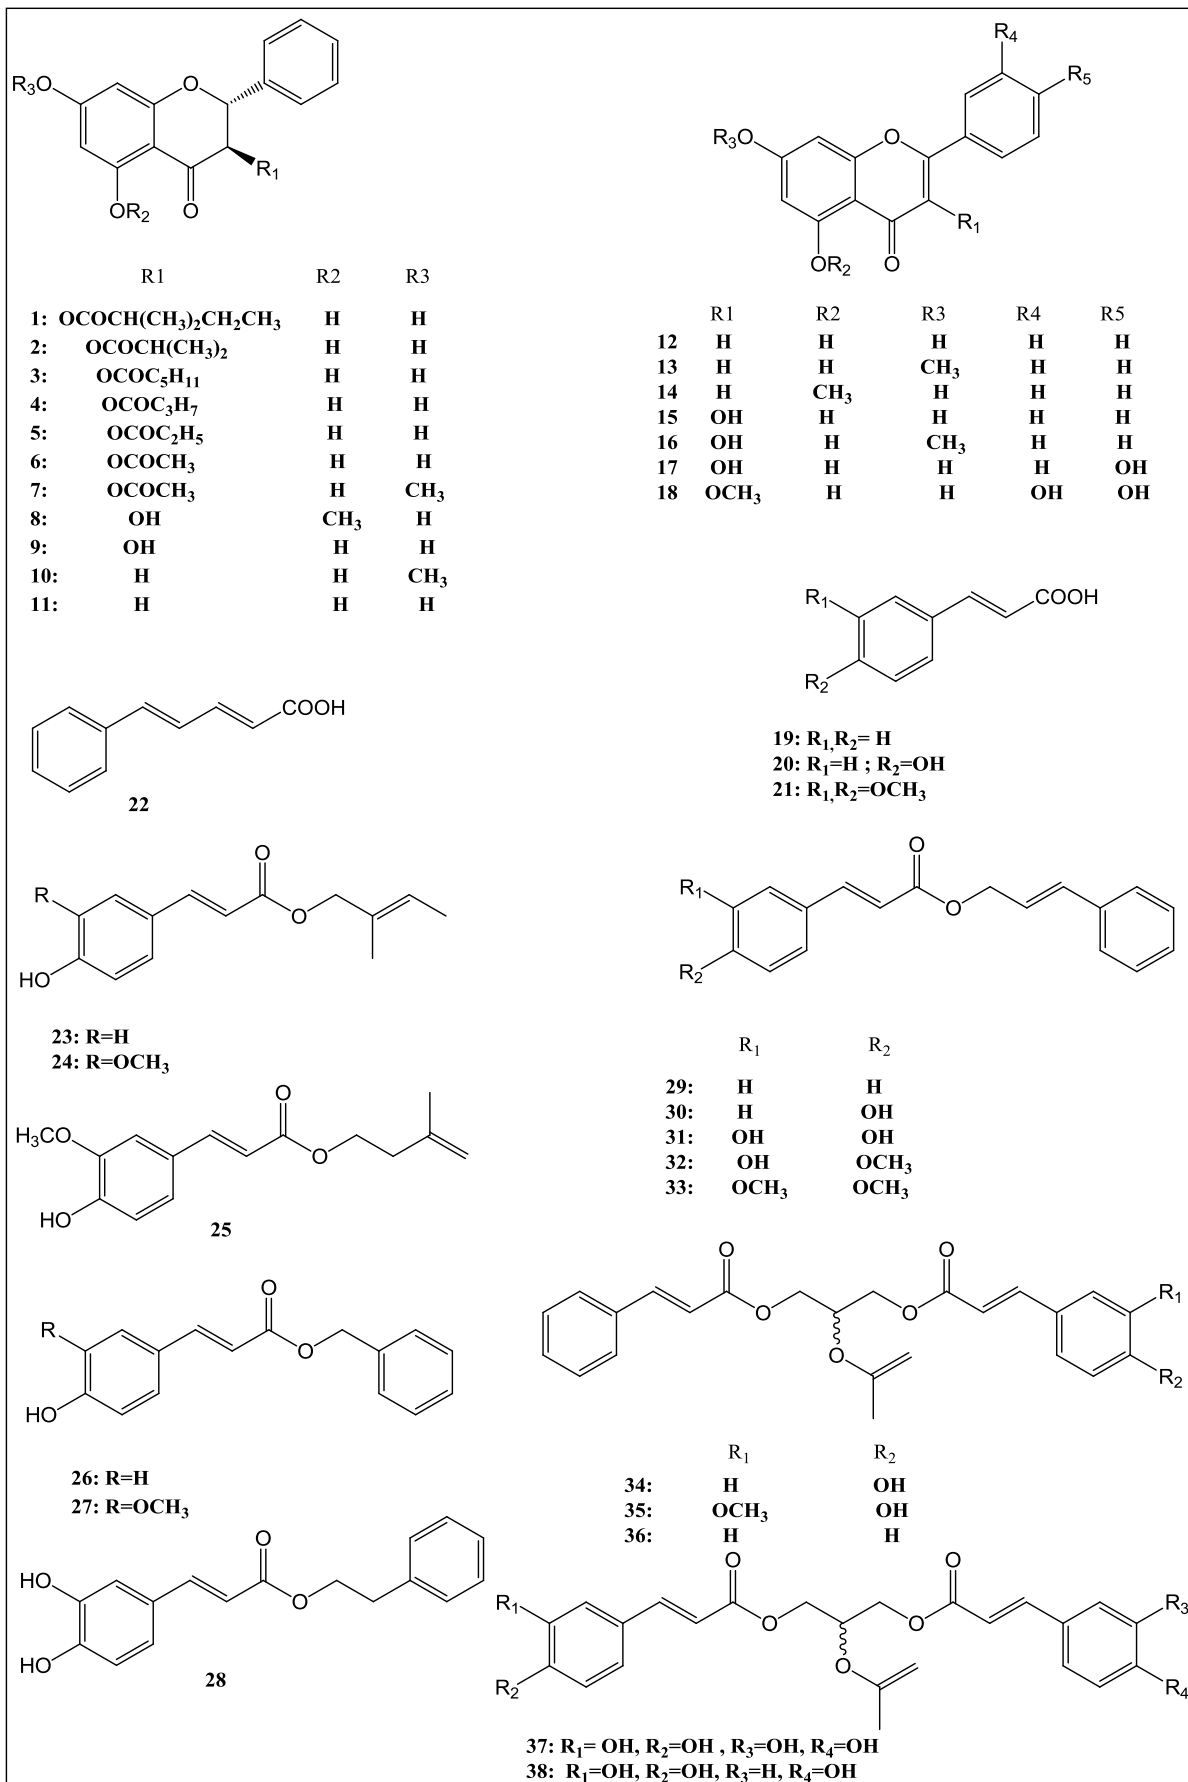 R3O
O
R1
OR2
O
R1 R2 R3
1: OCOCH(CH3)2CH2CH3 H H
2: OCOCH(CH3)2 H H
3: OCOC5H11 H H
4: OCOC3H7 H H
5: OCOC2H5 H H
6: OCOCH3 H H
7: OCOCH3 H CH3
8: OH CH3 H
9: OH H H
10: H H CH3
11: H H H
R4
R5
R3O
O
R1
OR2
O
R1 R2 R3 R4 R5
12 H H H H H
13 H H CH3 H H
14 H CH3 H H H
15 OH H H H H
16 OH H CH3 H H
17 OH H H H OH
18 OCH3 H H OH OH
R1
COOH
R2
19: R1,R2= H
20: R1=H ; R2=OH
21: R1,R2=OCH3
COOH
22
O
R
O
HO
23: R=H
24: R=OCH3
O
R1
O
R2
R1 R2
29: H H
30: H OH
31: OH OH
32: OH OCH3
33: OCH3 OCH3
O
H3CO
O
HO
25
O
R
O
HO
26: R=H
27: R=OCH3
O O
O O
R1
O
R2
R1 R2
34: H OH
35: OCH3 OH
36: H H
O
HO
O
HO
28
O O
R1 R3
O O
O
R2 R4
37: R1= OH, R2=OH , R3=OH, R4=OH
38: R1=OH, R2=OH, R3=H, R4=OH